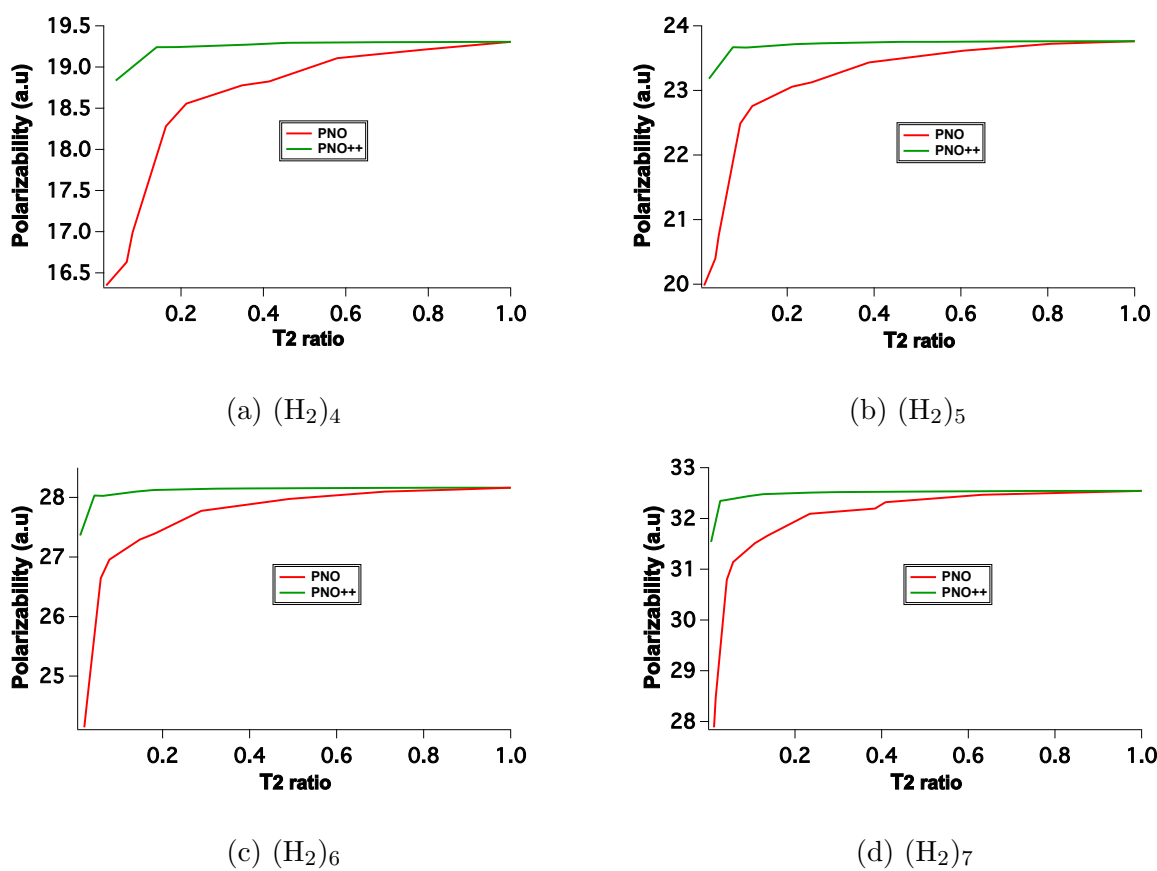 19.5
19.0
18.5
18.0
17.5
17.0
16.5
Polarizability (a.u)
PNO
PNO++
0.2 0.4 0.6 0.8 1.0
T2 ratio
(a) (H₂)₄
24
23
22
21
20
Polarizability (a.u)
PNO
PNO++
0.2 0.4 0.6 0.8 1.0
T2 ratio
(b) (H₂)₅
28
27
26
25
Polarizability (a.u)
PNO
PNO++
0.2 0.4 0.6 0.8 1.0
T2 ratio
(c) (H₂)₆
33
32
31
30
29
28
Polarizability (a.u)
PNO
PNO++
0.2 0.4 0.6 0.8 1.0
T2 ratio
(d) (H₂)₇